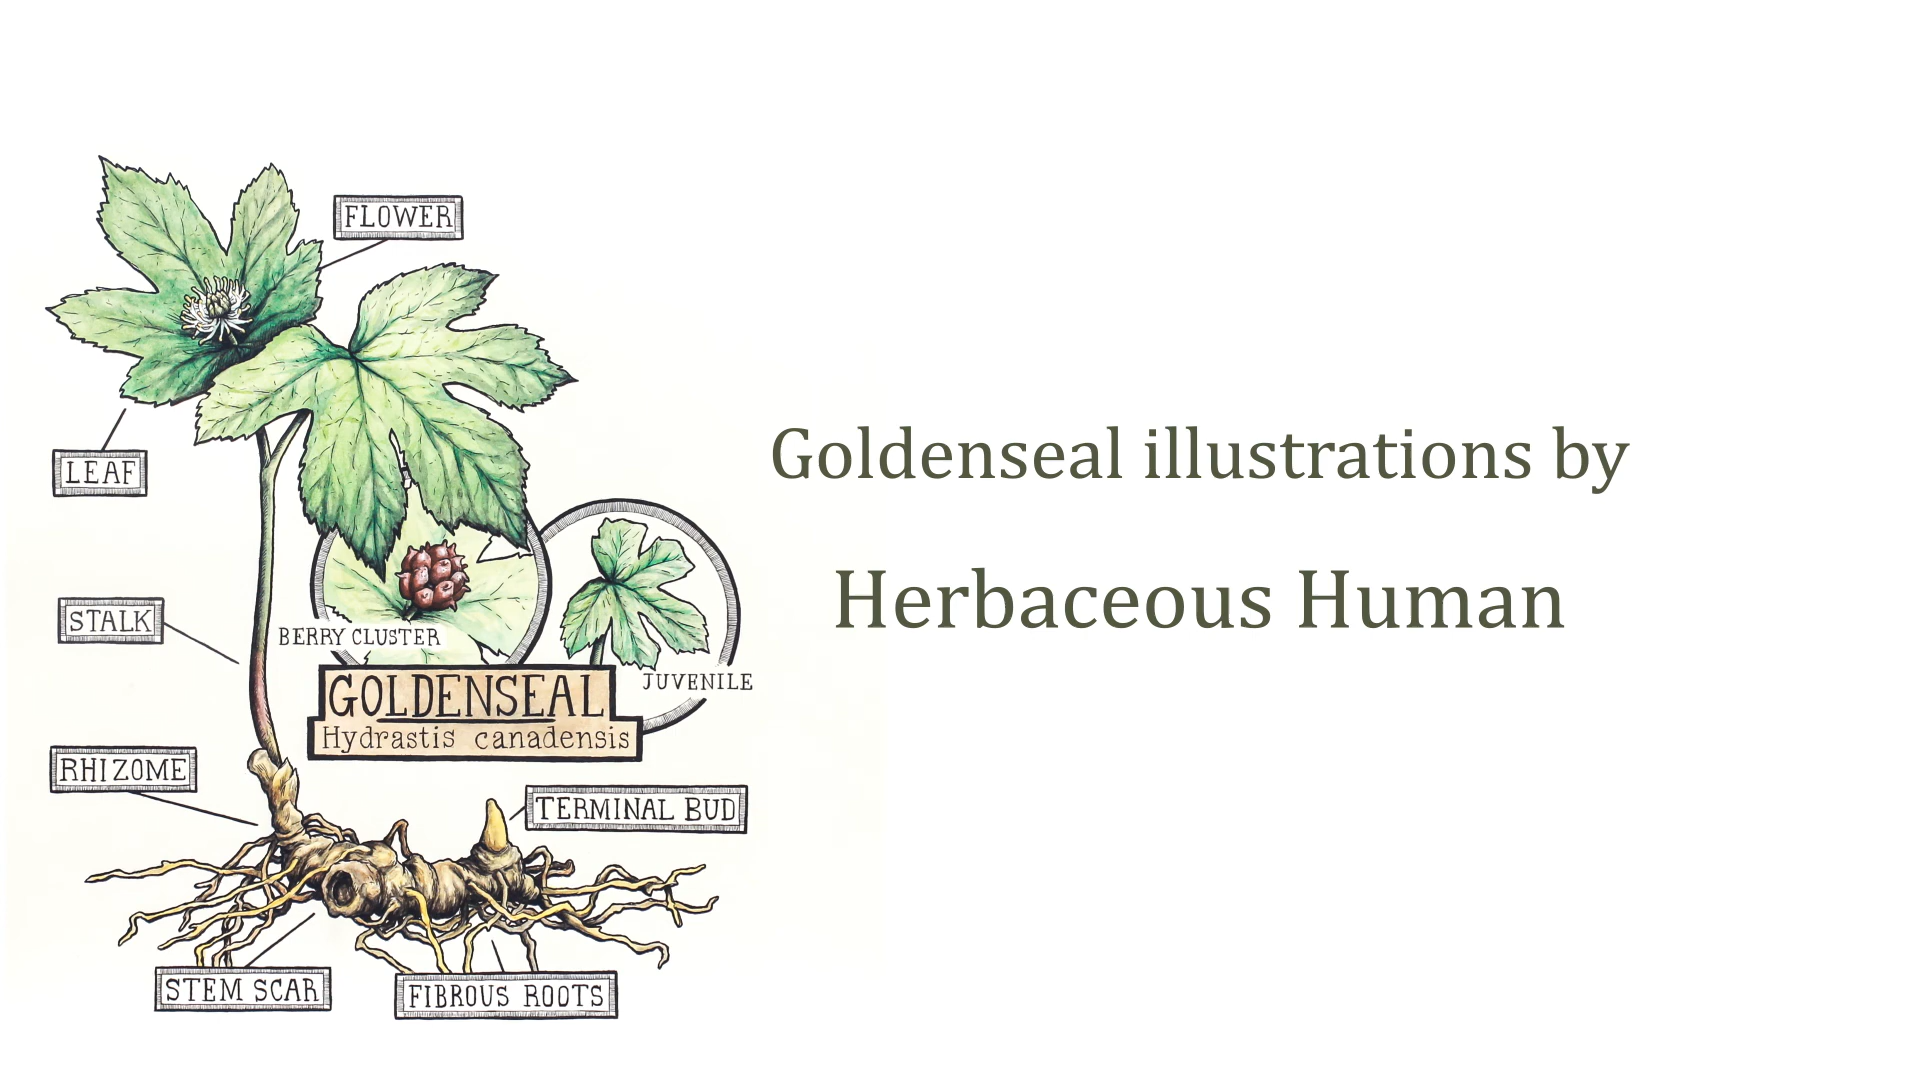 FLOWER
LEAF
STALK
BERRY CLUSTER
JUVENILE
GOLDENSEAL
Hydrastis canadensis
RHIZOME
TERMINAL BUD
STEM SCAR
FIBROUS ROOTS
Goldenseal illustrations by
Herbaceous Human